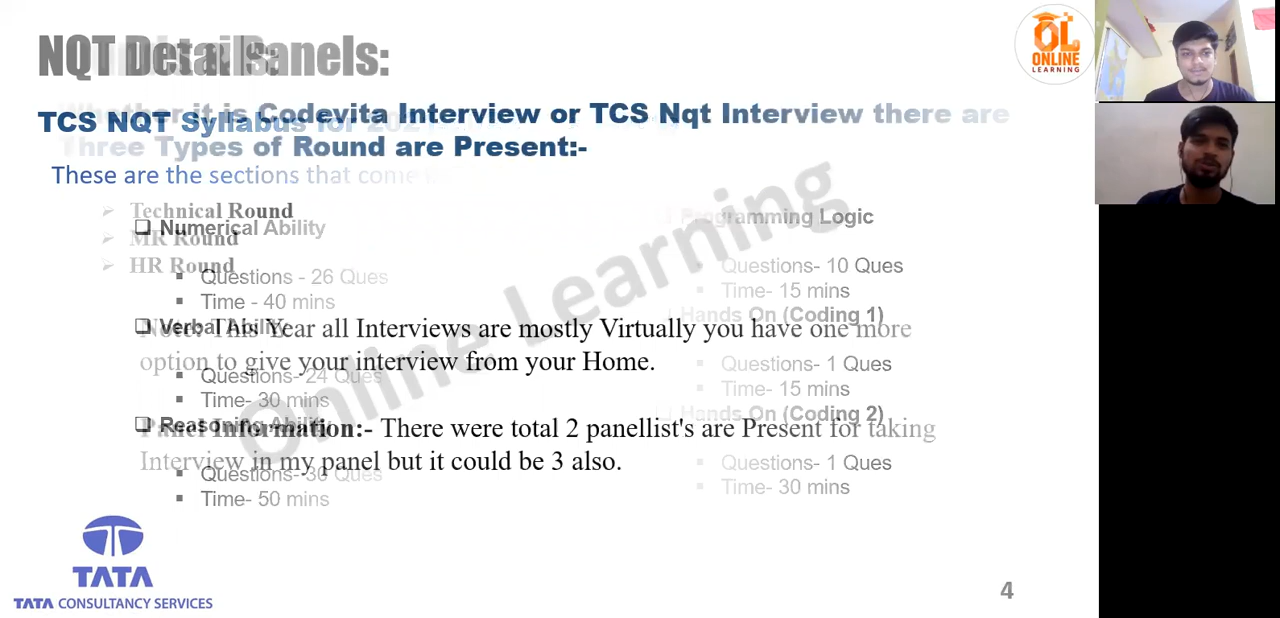 NQT Details:
Panels:
ONLINE
LEARNING
TCS NQT Syllabus for
Whether it is Codevita Interview or TCS Nqt Interview there are
Three Types of Round are Present:-
These are the sections that come
Technical Round
MR Round
HR Round
Numerical Ability
Questions - 26 Ques
Time - 40 mins
Verbal Ability
Questions- 24 Ques
Time- 30 mins
Reasoning Ability
Questions- 30 Ques
Time- 50 mins
Programming Logic
Questions- 10 Ques
Time- 15 mins
Hands On (Coding 1)
Questions- 1 Ques
Time- 15 mins
Hands On (Coding 2)
Questions- 1 Ques
Time- 30 mins
Note: This Year all Interviews are mostly Virtually you have one more
option to give your interview from your Home.
Panel Information:- There were total 2 panellist's are Present for taking
Interview in my panel but it could be 3 also.
Online Learning
TATA
TATA CONSULTANCY SERVICES
4